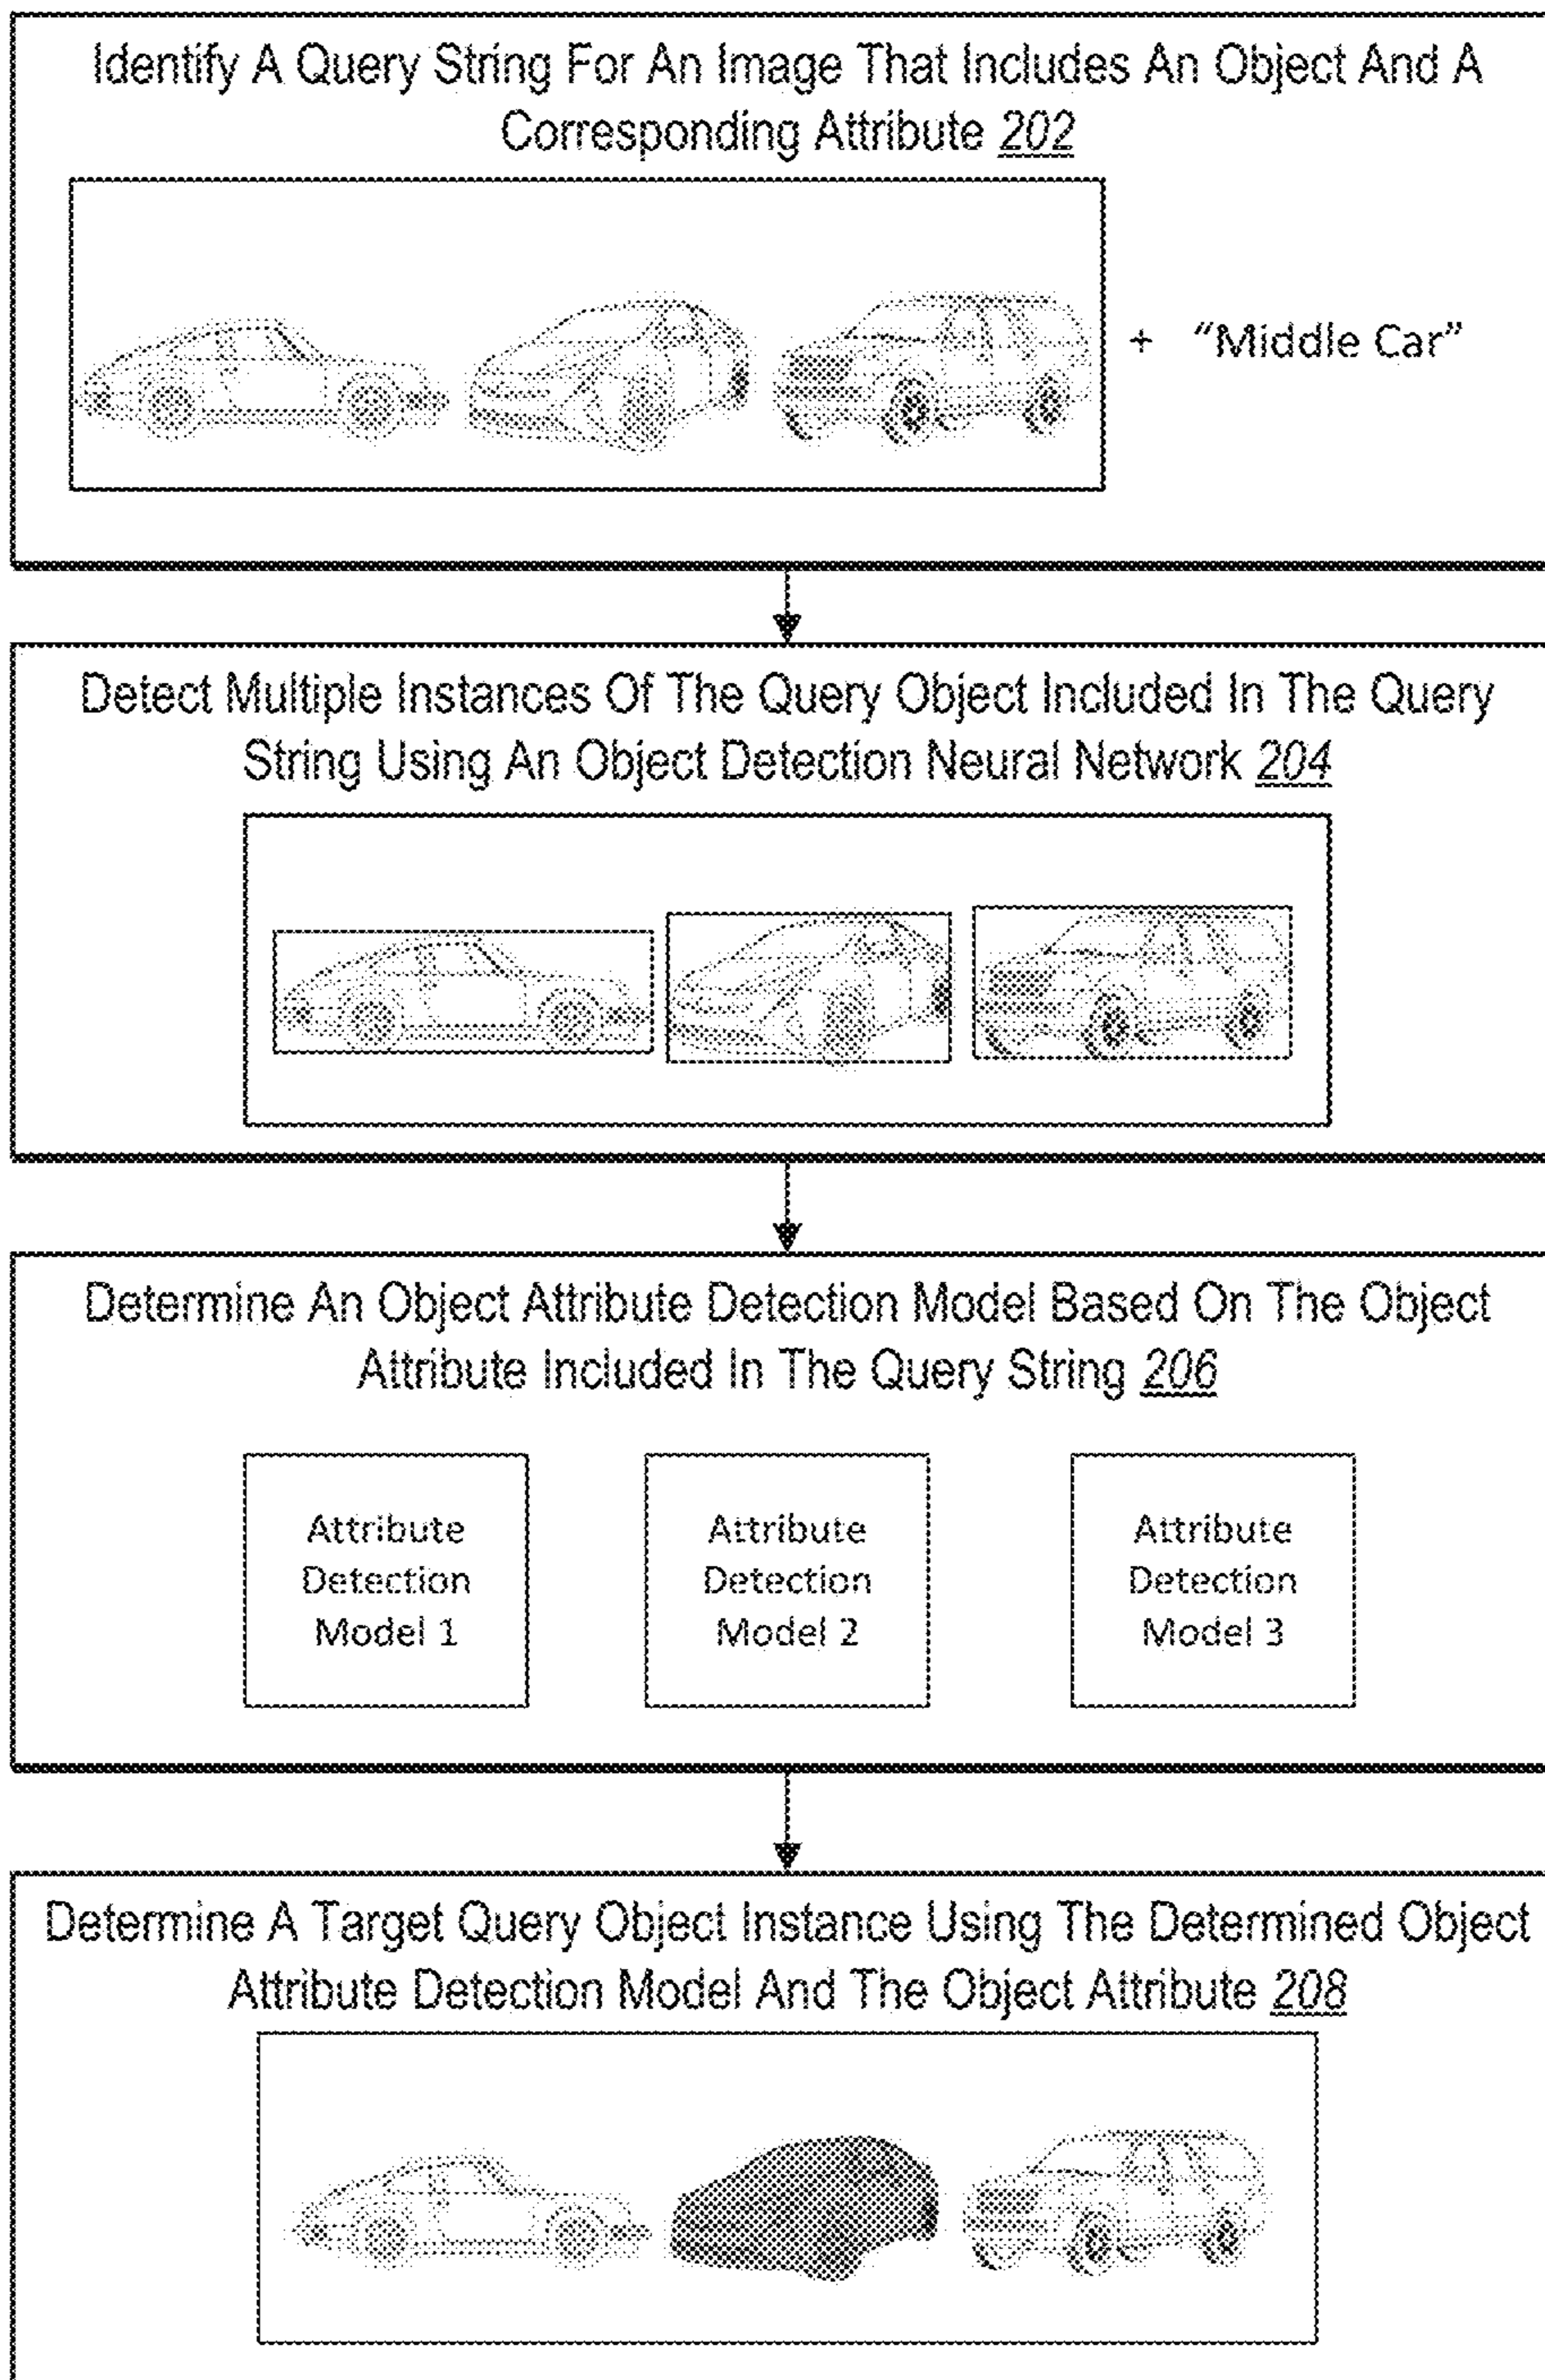 Identify A Query String For An Image That Includes An Object And A
Corresponding Attribute 202
+ “Middle Car”
Detect Multiple Instances Of The Query Object Included In The Query
String Using An Object Detection Neural Network 204
Determine An Object Attribute Detection Model Based On The Object
Attribute Included In The Query String 206
Attribute
Detection
Model 1
Attribute
Detection
Model 2
Attribute
Detection
Model 3
Determine A Target Query Object Instance Using The Determined Object
Attribute Detection Model And The Object Attribute 208